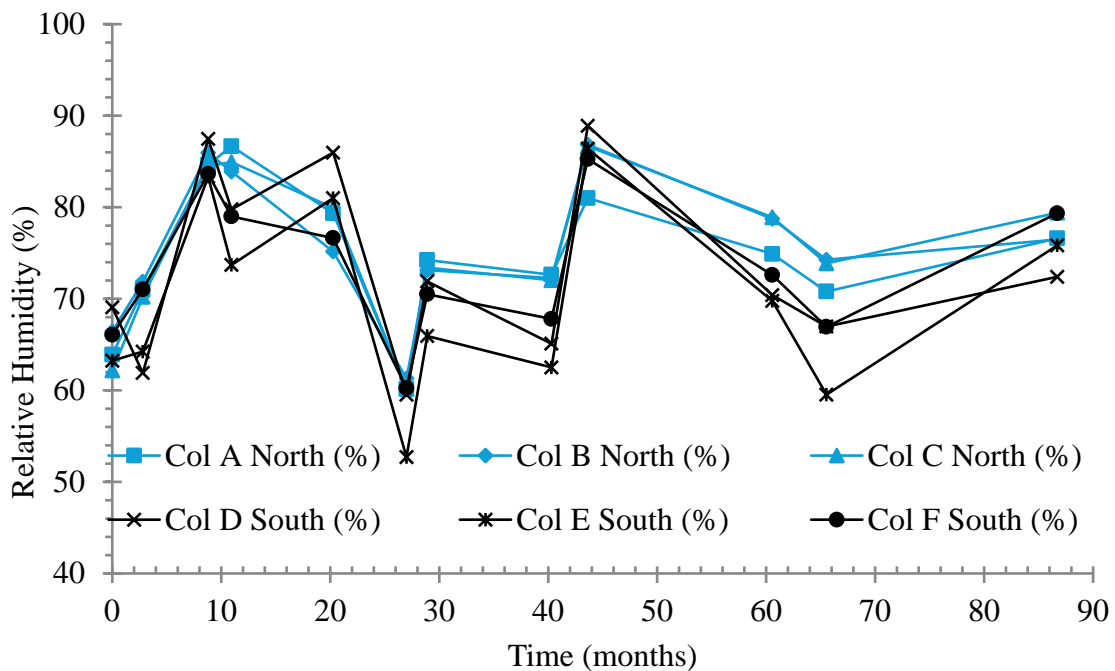 100
90
80
70
60
50
40
Relative Humidity (%)
Col A North (%) Col B North (%) Col C North (%)
Col D South (%) Col E South (%) Col F South (%)
0 10 20 30 40 50 60 70 80 90
Time (months)